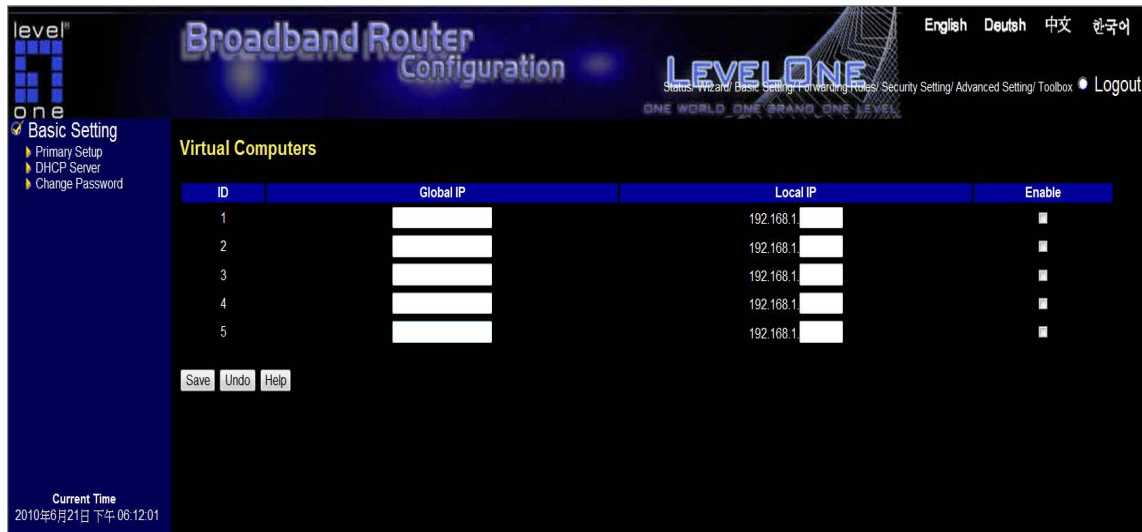 level®
one
Broadband Router
Configuration
LEVELONE
ONE WORLD ONE BRAND ONE LEVEL
English Deutsh 中文 한국어
Status/ Wizard/ Basic Setting/ Forwarding Rules/ Security Setting/ Advanced Setting/ Toolbox Logout
Basic Setting
Primary Setup
DHCP Server
Change Password
Virtual Computers
ID Global IP Local IP Enable
1 192.168.1.
2 192.168.1.
3 192.168.1.
4 192.168.1.
5 192.168.1.
Save Undo Help
Current Time
2010年6月21日 下午 06:12:01